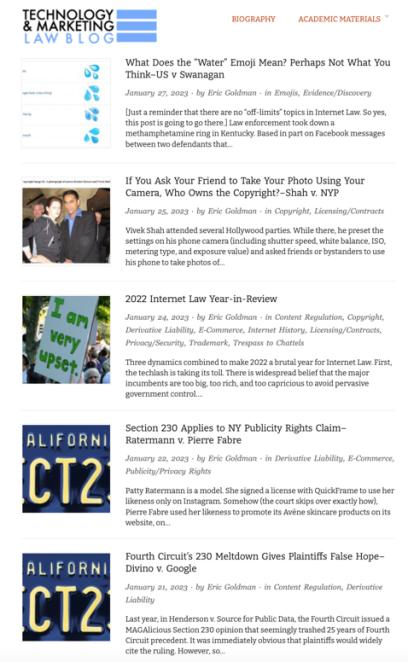 TECHNOLOGY
& MARKETING
LAW BLOG
BIOGRAPHY
ACADEMIC MATERIALS
What Does the "Water" Emoji Mean? Perhaps Not What You
Think–US v Swanagan
January 27, 2023 · by Eric Goldman · in Emojis, Evidence/Discovery
[Just a reminder that there are no "off-limits" topics in Internet Law. So yes,
this post is going to go there.] Law enforcement took down a
methamphetamine ring in Kentucky. Based in part on Facebook messages
between two defendants that...
If You Ask Your Friend to Take Your Photo Using Your
Camera, Who Owns the Copyright?–Shah v. NYP
January 25, 2023 · by Eric Goldman · in Copyright, Licensing/Contracts
Vivek Shah attended several Hollywood parties. While there, he preset the
settings on his phone camera (including shutter speed, white balance, ISO,
metering type, and exposure value) and asked friends or bystanders to use
his phone to take photos of...
I am
very
upset.
2022 Internet Law Year-in-Review
January 24, 2023 · by Eric Goldman · in Content Regulation, Copyright,
Derivative Liability, E-Commerce, Internet History, Licensing/Contracts,
Privacy/Security, Trademark, Trespass to Chattels
Three dynamics combined to make 2022 a brutal year for Internet Law. First,
the techlash is taking its toll. There is widespread belief that the major
incumbents are too big, too rich, and too capricious to avoid pervasive
government control....
ALIFORNI
CT2
Section 230 Applies to NY Publicity Rights Claim–
Ratermann v. Pierre Fabre
January 22, 2023 · by Eric Goldman · in Derivative Liability, E-Commerce,
Publicity/Privacy Rights
Patty Ratermann is a model. She signed a license with QuickFrame to use her
likeness only on Instagram. Somehow (the court skips over exactly how),
Pierre Fabre used her likeness to promote its Avène skincare products on its
website, on...
ALIFORNI
CT2
Fourth Circuit's 230 Meltdown Gives Plaintiffs False Hope–
Divino v. Google
January 21, 2023 · by Eric Goldman · in Content Regulation, Derivative
Liability
Last year, in Henderson v. Source for Public Data, the Fourth Circuit issued a
MAGAlicious Section 230 opinion that seemingly trashed 25 years of Fourth
Circuit precedent. It was immediately obvious that plaintiffs would widely
cite the ruling. However, so...